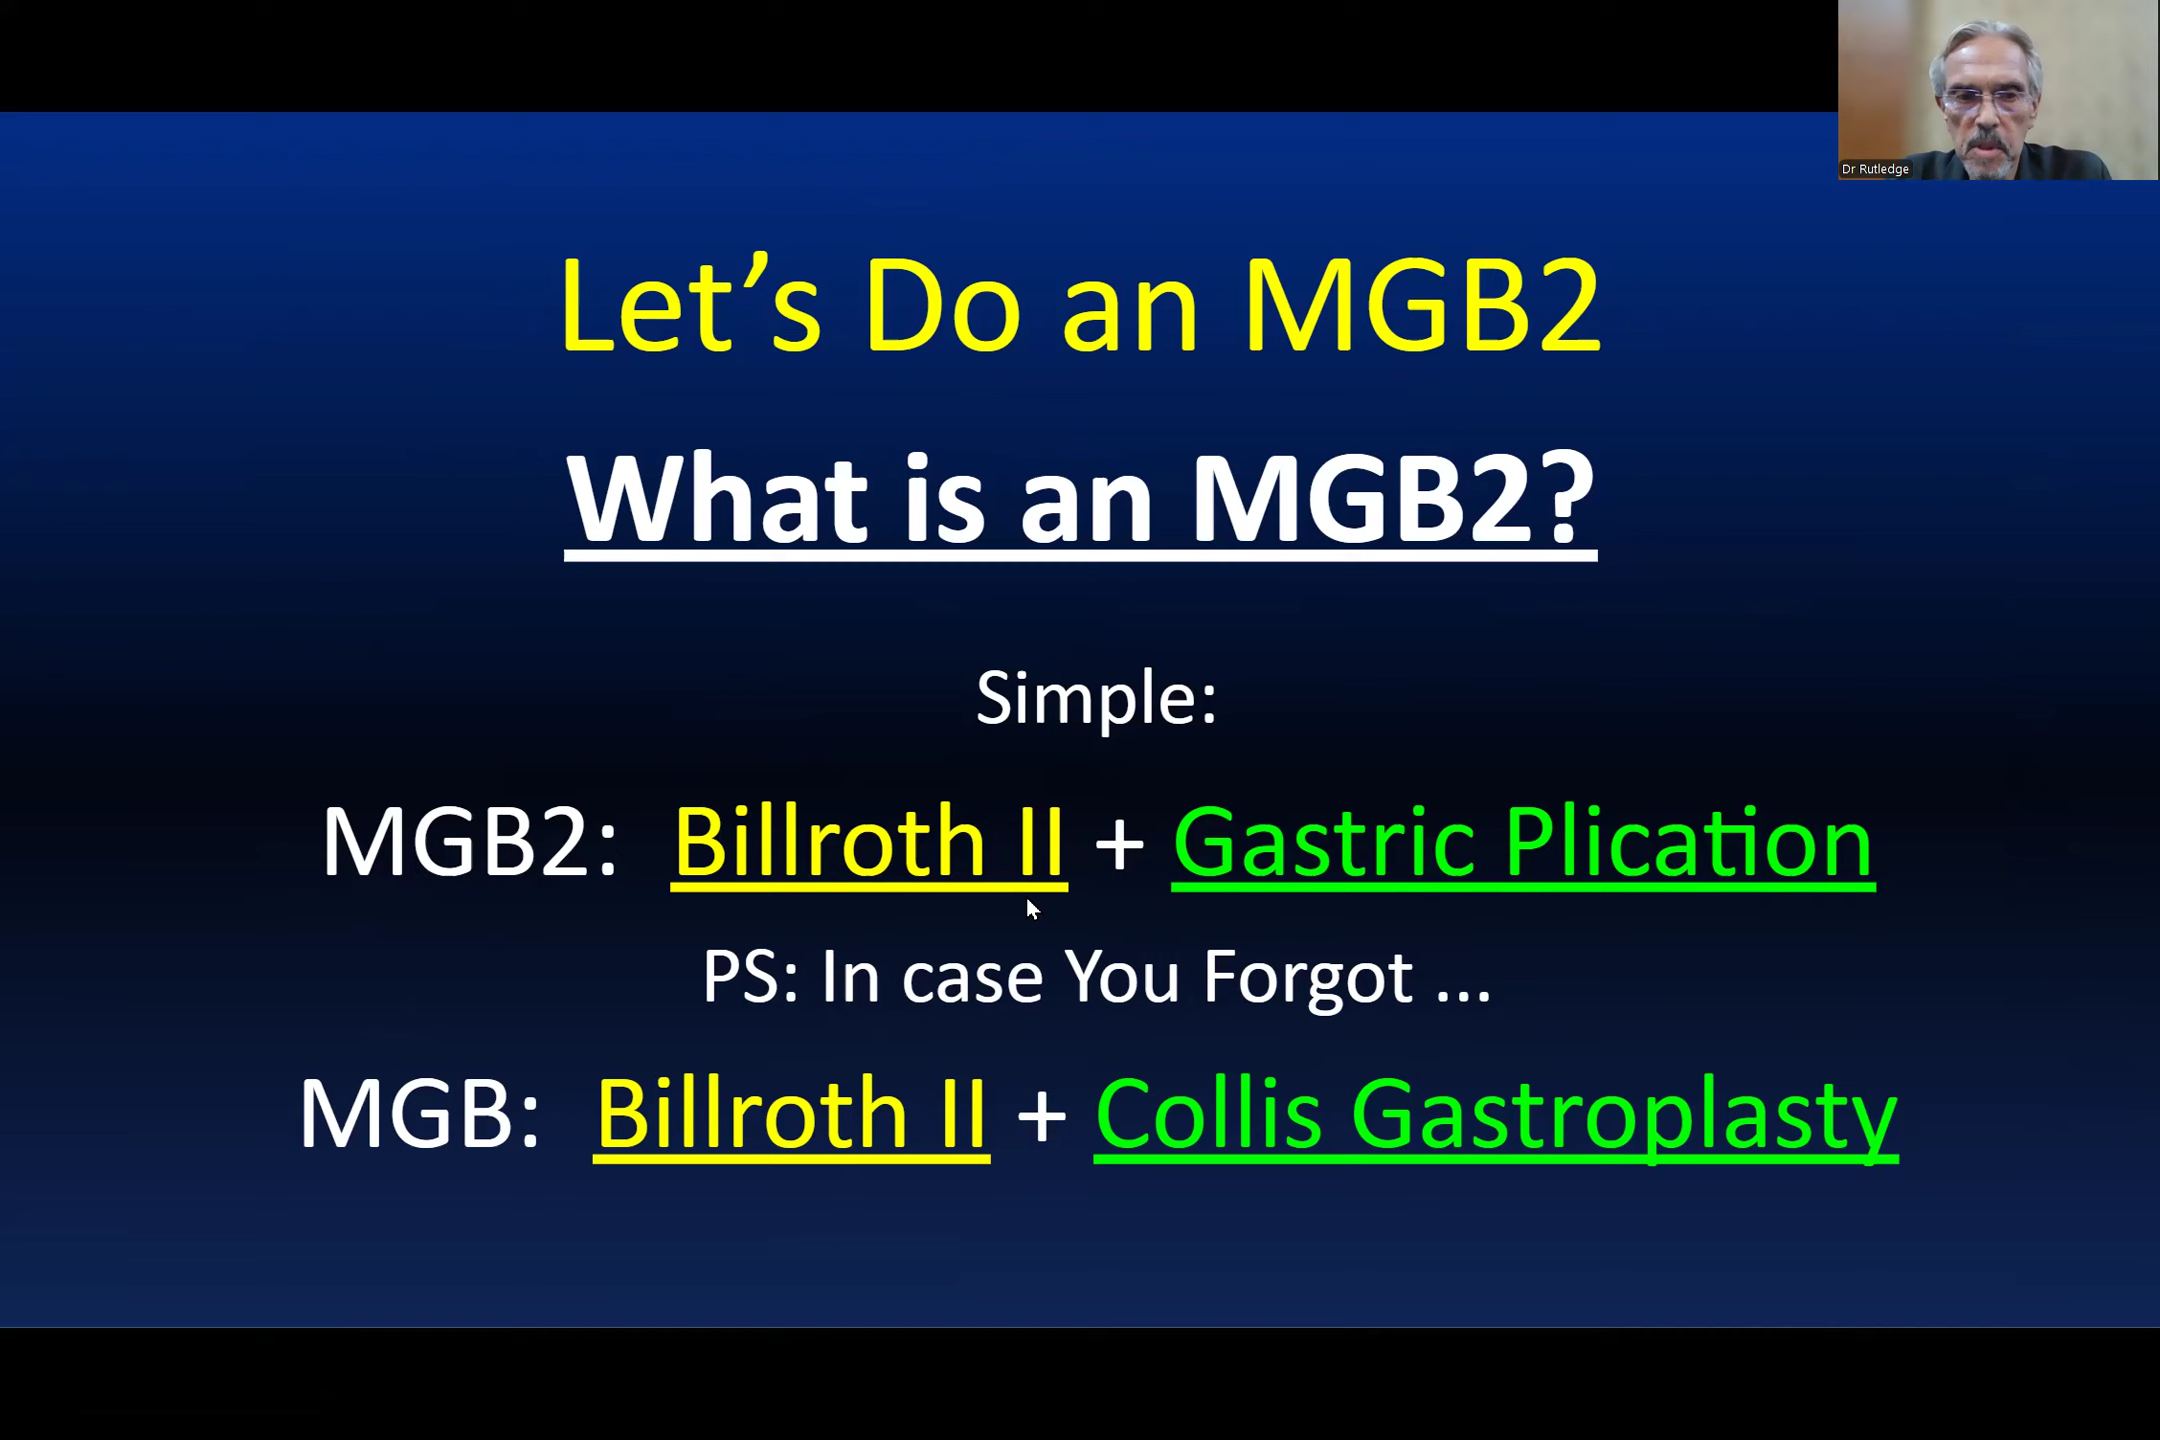 Dr Rutledge
Let’s Do an MGB2
What is an MGB2?
Simple:
MGB2: Billroth II + Gastric Plication
PS: In case You Forgot ...
MGB: Billroth II + Collis Gastroplasty